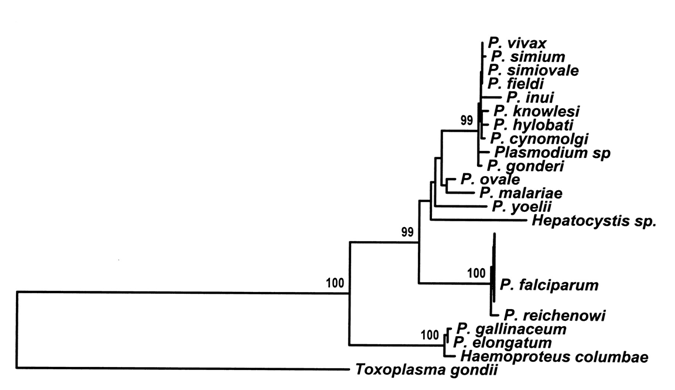 P. vivax
P. simium
P. simiovale
P. fieldi
P. inui
P. knowlesi
99
P. hylobati
P. cynomolgi
Plasmodium sp
P. gonderi
P. ovale
P. malariae
P. yoelii
Hepatocystis sp.
99
100
P. falciparum
100
P. reichenowi
P. gallinaceum
100
P. elongatum
Haemoproteus columbae
Toxoplasma gondii